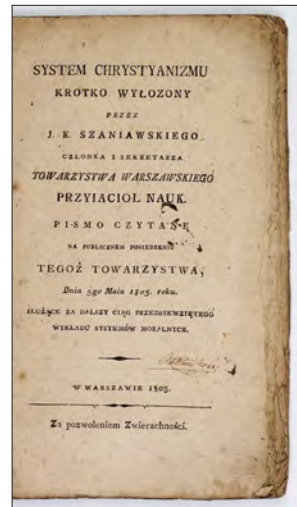 SYSTEM CHRYSTYANIZMU
KROTKO WYŁOZONY
PRZEZ
J. K. SZANIAWSKIEGO
CZŁONKA I SEKRETARZA
TOWARZYSTWA WARSZAWSKIEGO
PRZYIACIOŁ NAUK.
PISMO CZYTANE
NA PUBLICZNEM POSIEDZENIU
TEGOŻ TOWARZYSTWA,
Dnia 5go Maia 1803. roku.
SŁUŻĄCE ZA DALSZY CIĄG PRZEDSIEWZIĘTEGO
WYKŁADU SYSTEMÓW MORALNYCH.
W WARSZAWIE 1803.
Za pozwoleniem Zwierzchności.